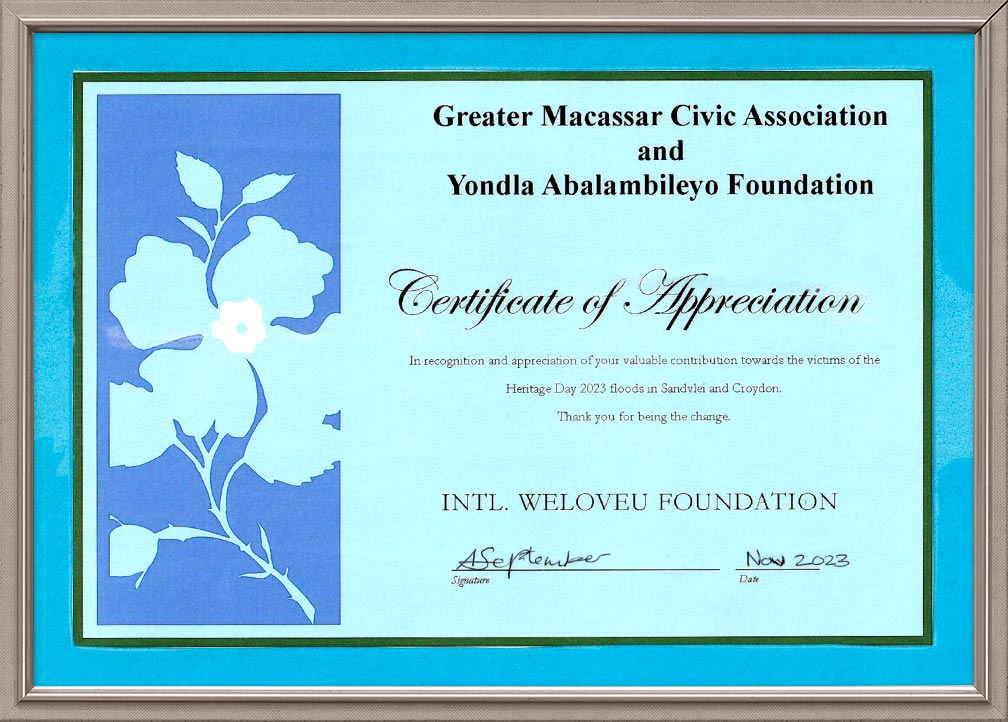 Greater Macassar Civic Association
and
Yondla Abalambileyo Foundation
Certificate of Appreciation
In recognition and appreciation of your valuable contribution towards the victims of the
Heritage Day 2023 floods in Sandvlei and Croydon.
Thank you for being the change.
INTL. WELOVEU FOUNDATION
ASeptember
Nov 2023
Signature
Date